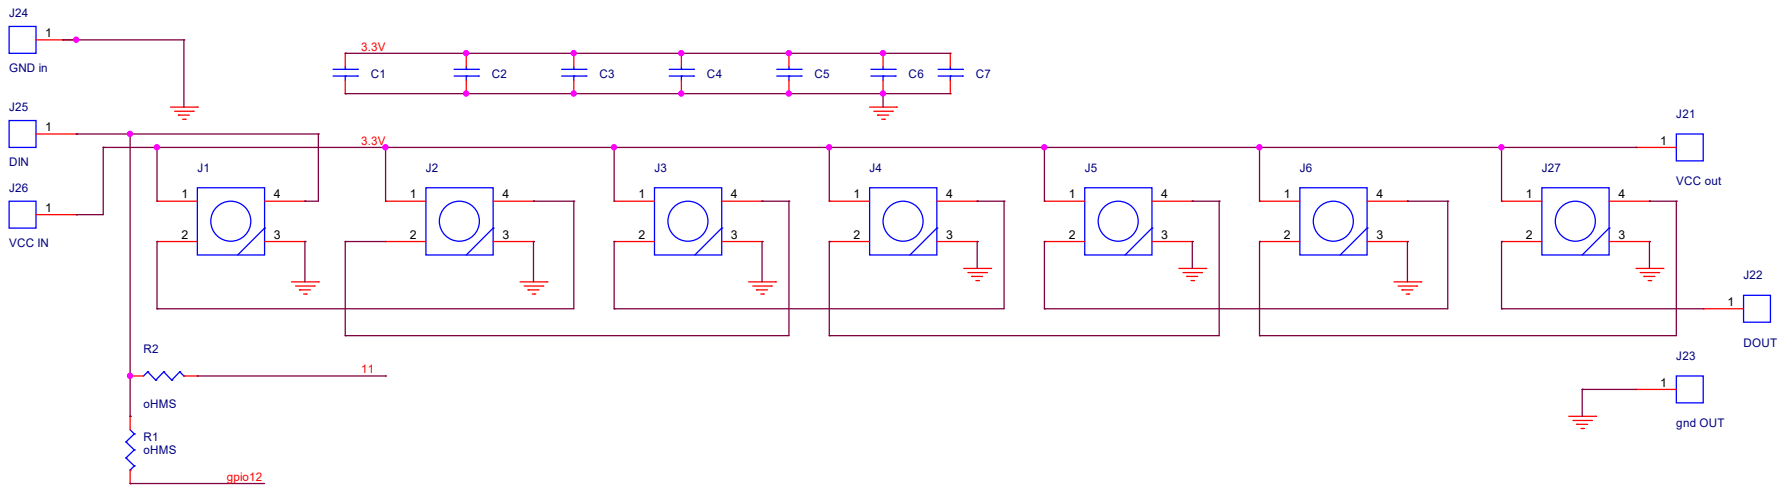 J24
1
GND in
3.3V
C1 C2 C3 C4 C5 C6 C7
J25
1
DIN
J21
1
VCC out
3.3V
J26
1
VCC IN
J1 J2 J3 J4 J5 J6 J27
1 4 1 4 1 4 1 4 1 4 1 4 1 4
2 3 2 3 2 3 2 3 2 3 2 3 2 3
J22
1
DOUT
R2
11
oHMS
J23
1
gnd OUT
R1
oHMS
gpio12